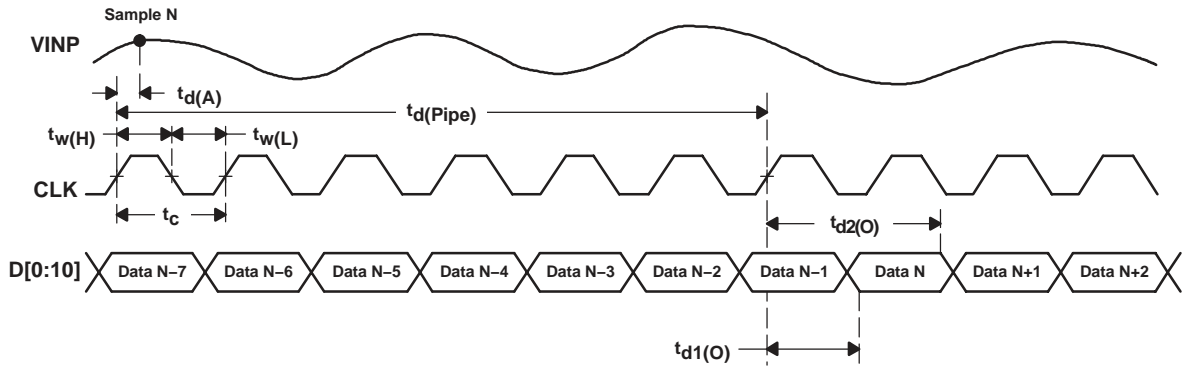 Sample N
VINP
td(A)
td(Pipe)
tw(H)
tw(L)
CLK
tc
td2(O)
D[0:10] Data N–7 Data N–6 Data N–5 Data N–4 Data N–3 Data N–2 Data N–1 Data N Data N+1 Data N+2
td1(O)